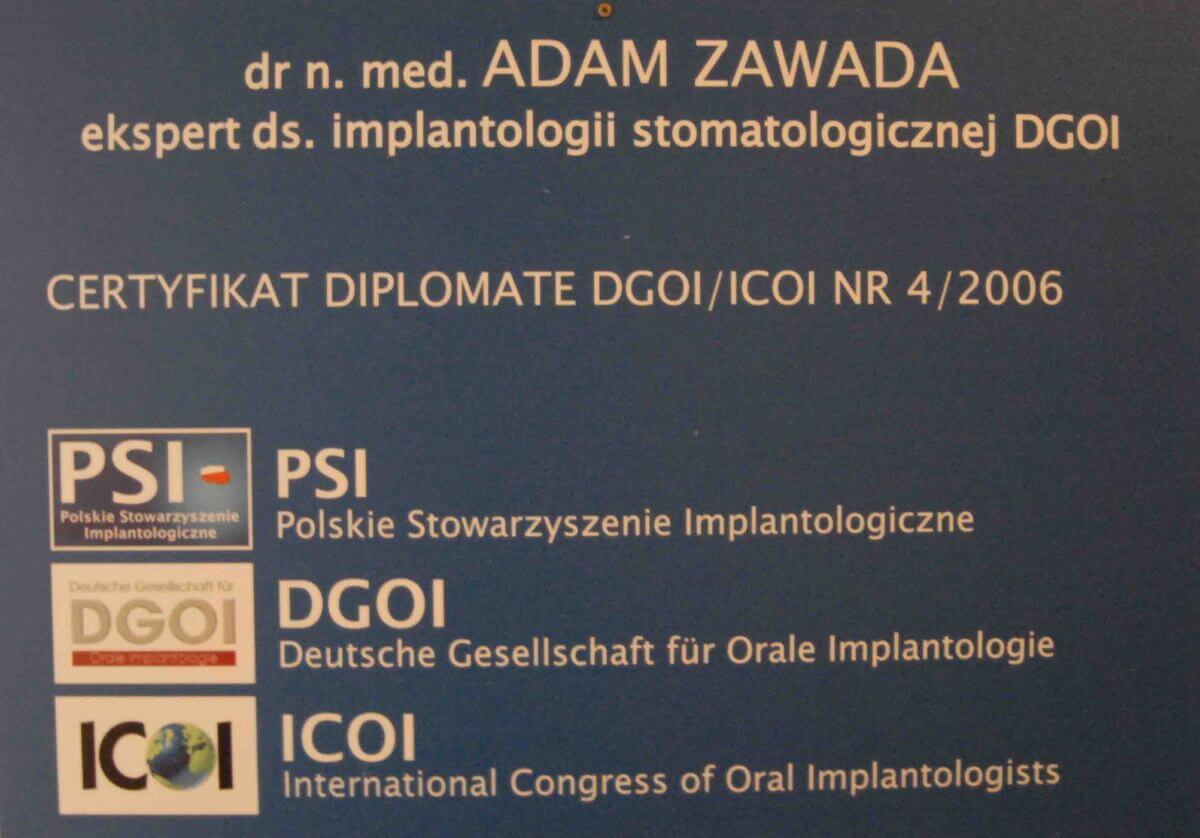 dr n. med. ADAM ZAWADA
ekspert ds. implantologii stomatologicznej DGOI
CERTYFIKAT DIPLOMATE DGOI/ICOI NR 4/2006
PSI
Polskie Stowarzyszenie
Implantologiczne
PSI
Polskie Stowarzyszenie Implantologiczne
Deutsche Gesellschaft für
DGOI
Orale Implantologie
DGOI
Deutsche Gesellschaft für Orale Implantologie
ICOI
ICOI
International Congress of Oral Implantologists